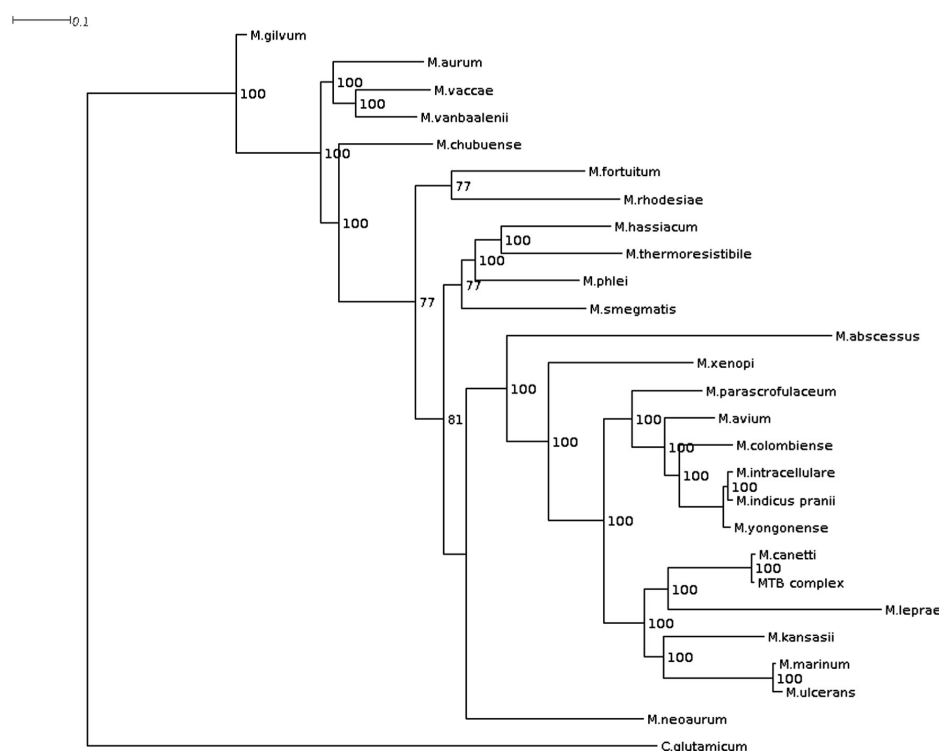 0.1
M.gilvum
M.aurum
100
100
M.vaccae
100
M.vanbaalenii
M.chubuense
100
M.fortuitum
77
M.rhodesiae
100
M.hassiacum
100
M.thermoresistibile
100
M.phlei
77
M.smegmatis
77
M.abscessus
M.xenopi
100
M.parascrofulaceum
81
100
M.avium
100
100
M.colombiense
M.intracellulare
100
100
M.indicus pranii
100
M.yongonense
M.canetti
100
MTB complex
100
M.leprae
100
M.kansasii
100
M.marinum
100
M.ulcerans
M.neoaurum
C.glutamicum